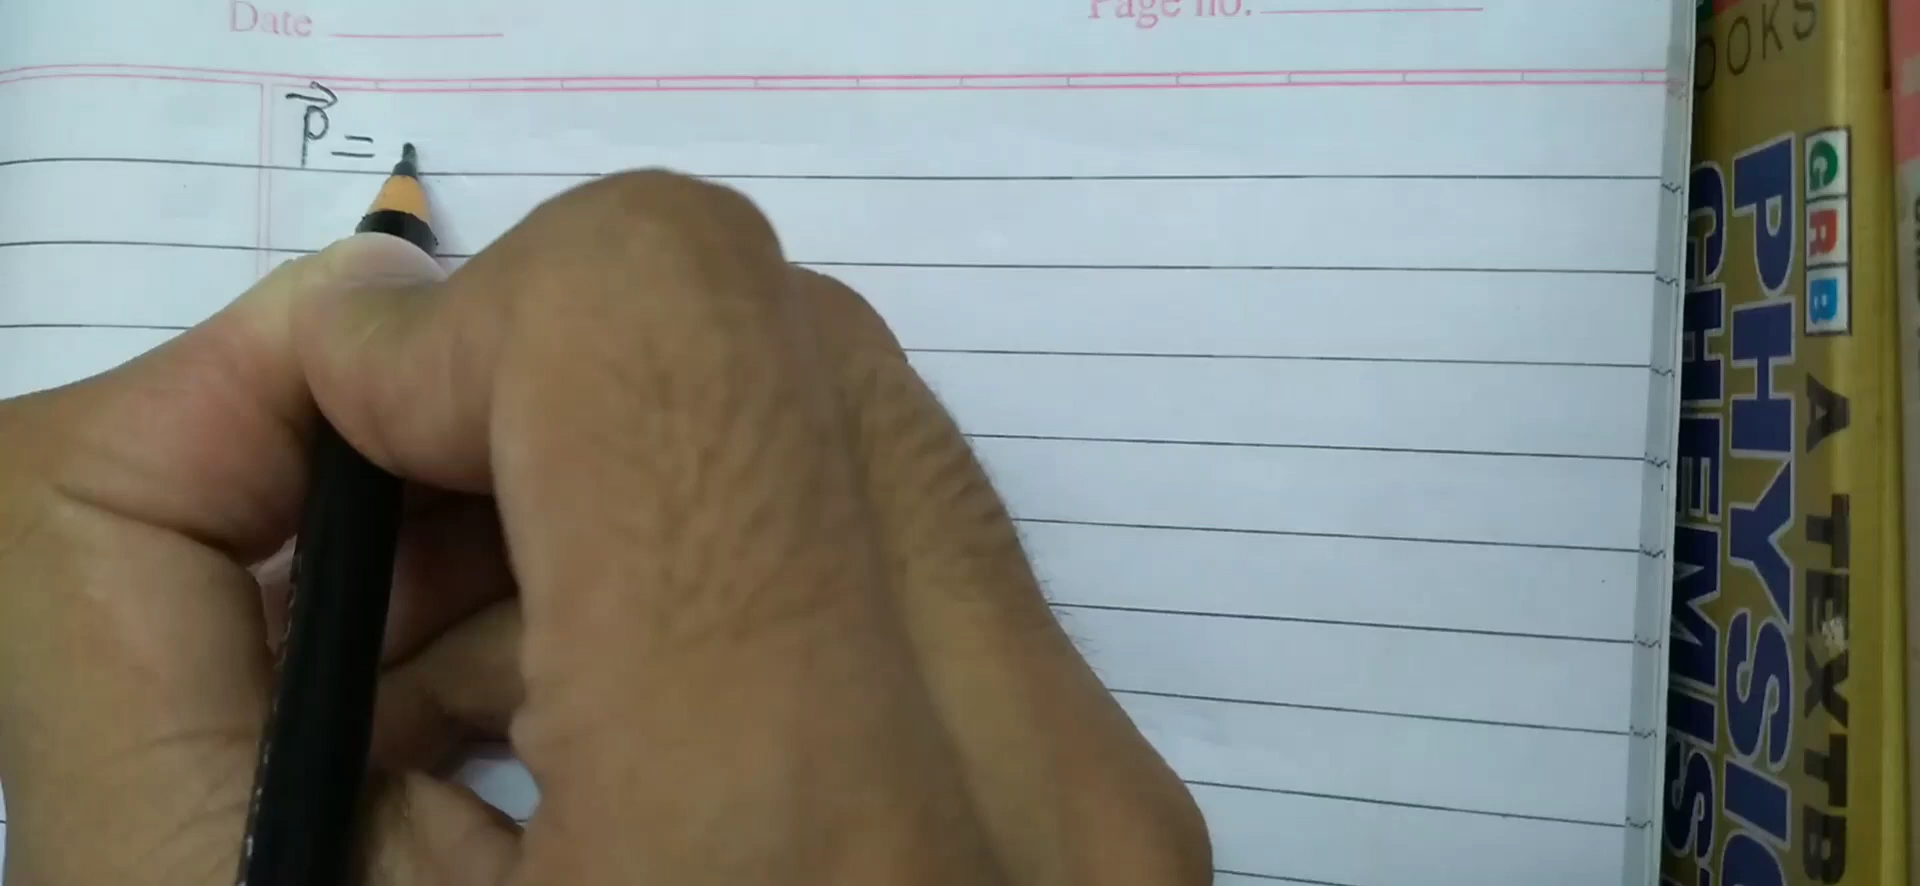 Date
Page no.
p⃗ =
OOKS
GRB
A TEXTB
PHYSIC
CHEMIS